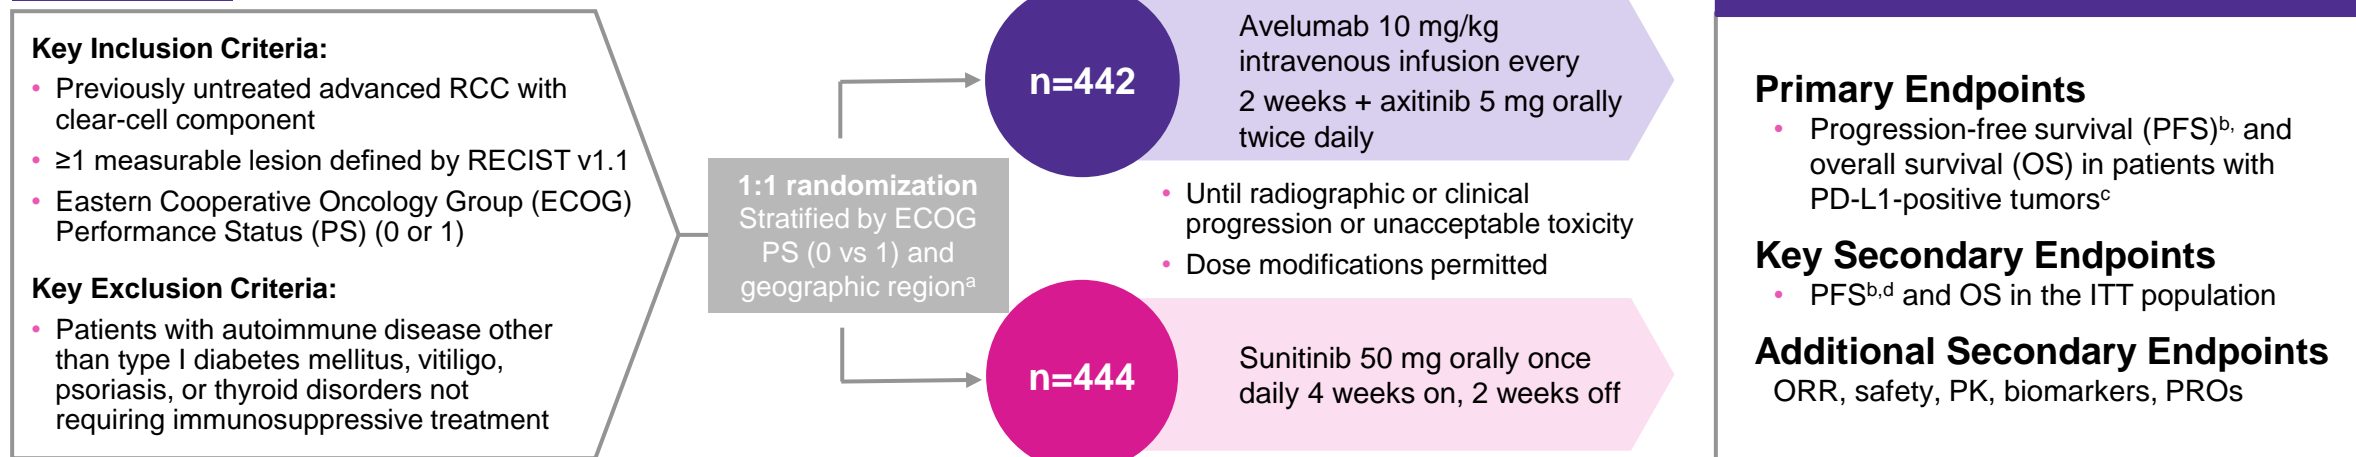 Key Inclusion Criteria:
• Previously untreated advanced RCC with
clear-cell component
• ≥1 measurable lesion defined by RECIST v1.1
• Eastern Cooperative Oncology Group (ECOG)
Performance Status (PS) (0 or 1)
Key Exclusion Criteria:
• Patients with autoimmune disease other
than type I diabetes mellitus, vitiligo,
psoriasis, or thyroid disorders not
requiring immunosuppressive treatment
1:1 randomization
Stratified by ECOG
PS (0 vs 1) and
geographic regionᵃ
n=442
Avelumab 10 mg/kg
intravenous infusion every
2 weeks + axitinib 5 mg orally
twice daily
• Until radiographic or clinical
progression or unacceptable toxicity
• Dose modifications permitted
n=444
Sunitinib 50 mg orally once
daily 4 weeks on, 2 weeks off
Primary Endpoints
• Progression-free survival (PFS)ᵇ, and
overall survival (OS) in patients with
PD-L1-positive tumorsᶜ
Key Secondary Endpoints
• PFSᵇ,ᵈ and OS in the ITT population
Additional Secondary Endpoints
ORR, safety, PK, biomarkers, PROs